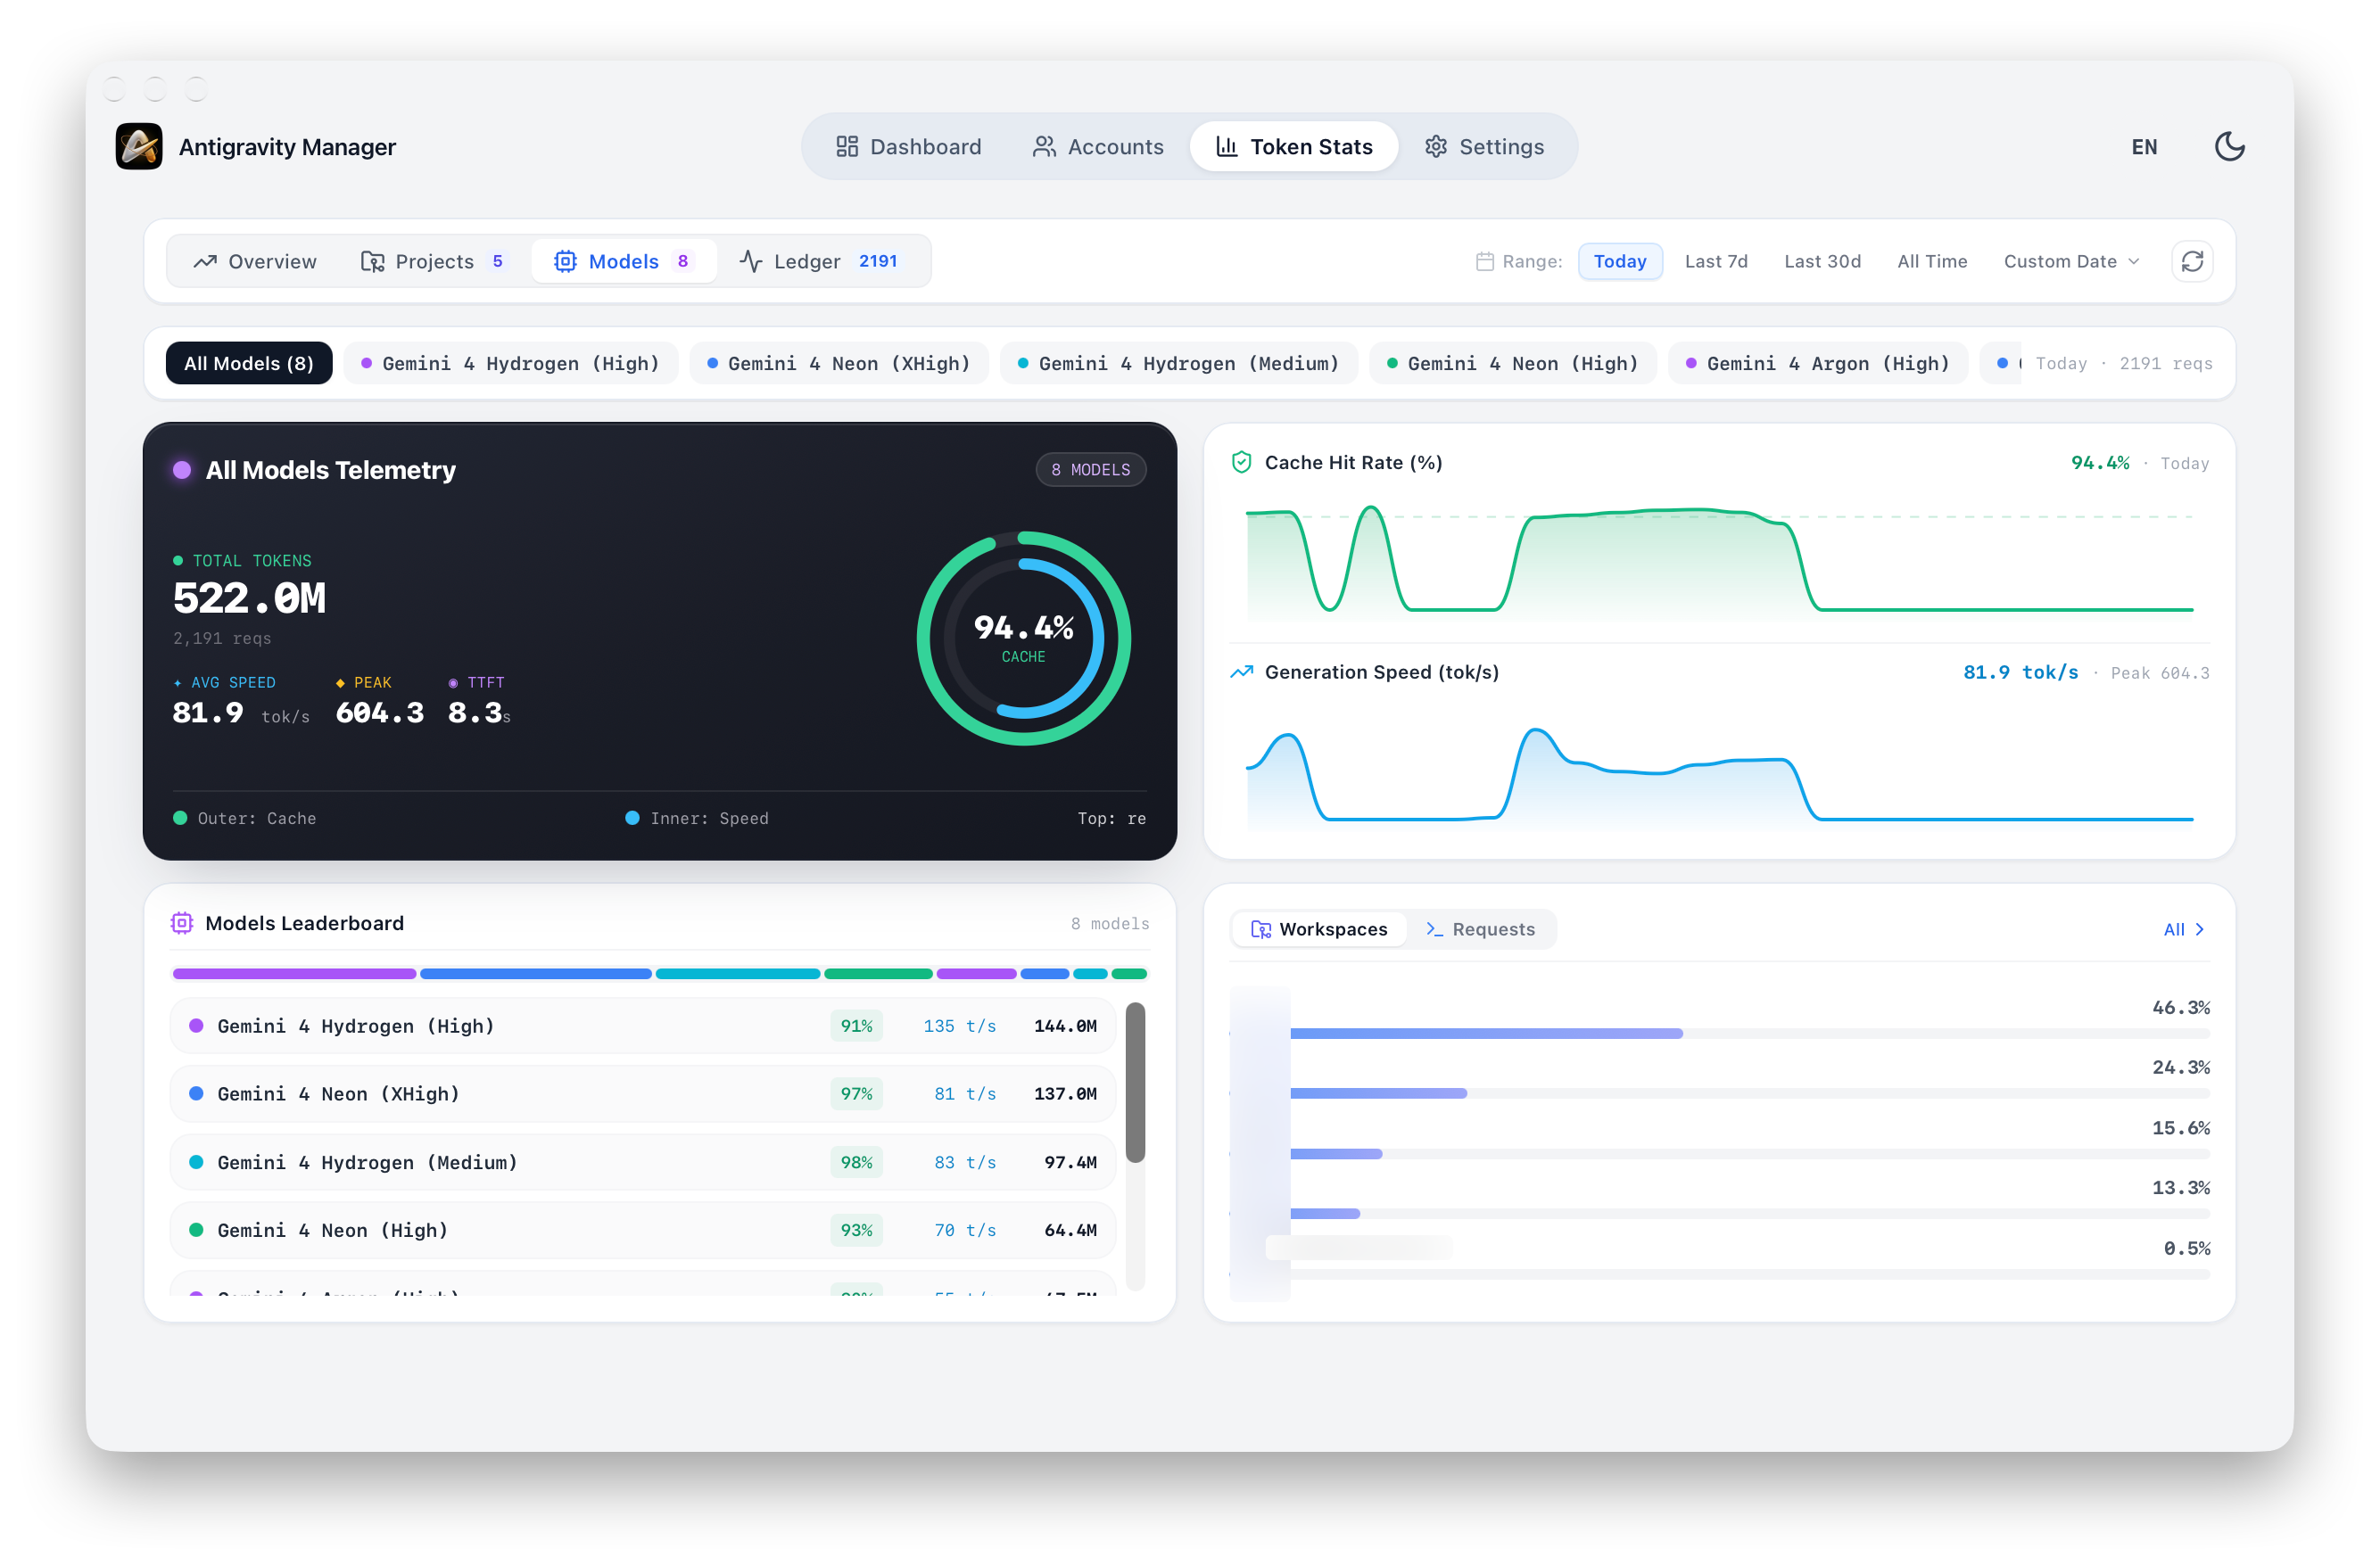 Antigravity Manager
Dashboard
Accounts
Token Stats
Settings
EN
Overview
Projects 5
Models 8
Ledger 2191
Range:
Today
Last 7d
Last 30d
All Time
Custom Date
All Models (8)
Gemini 4 Hydrogen (High)
Gemini 4 Neon (XHigh)
Gemini 4 Hydrogen (Medium)
Gemini 4 Neon (High)
Gemini 4 Argon (High)
Today · 2191 reqs
All Models Telemetry
8 MODELS
TOTAL TOKENS
522.0M
2,191 reqs
AVG SPEED
81.9 tok/s
PEAK
604.3
TTFT
8.3s
94.4%
CACHE
Outer: Cache
Inner: Speed
Top: re
Cache Hit Rate (%)
94.4% · Today
Generation Speed (tok/s)
81.9 tok/s · Peak 604.3
Models Leaderboard
8 models
Gemini 4 Hydrogen (High) 91% 135 t/s 144.0M
Gemini 4 Neon (XHigh) 97% 81 t/s 137.0M
Gemini 4 Hydrogen (Medium) 98% 83 t/s 97.4M
Gemini 4 Neon (High) 93% 70 t/s 64.4M
Gemini 4 Argon (High)
Workspaces
Requests
All
46.3%
24.3%
15.6%
13.3%
0.5%